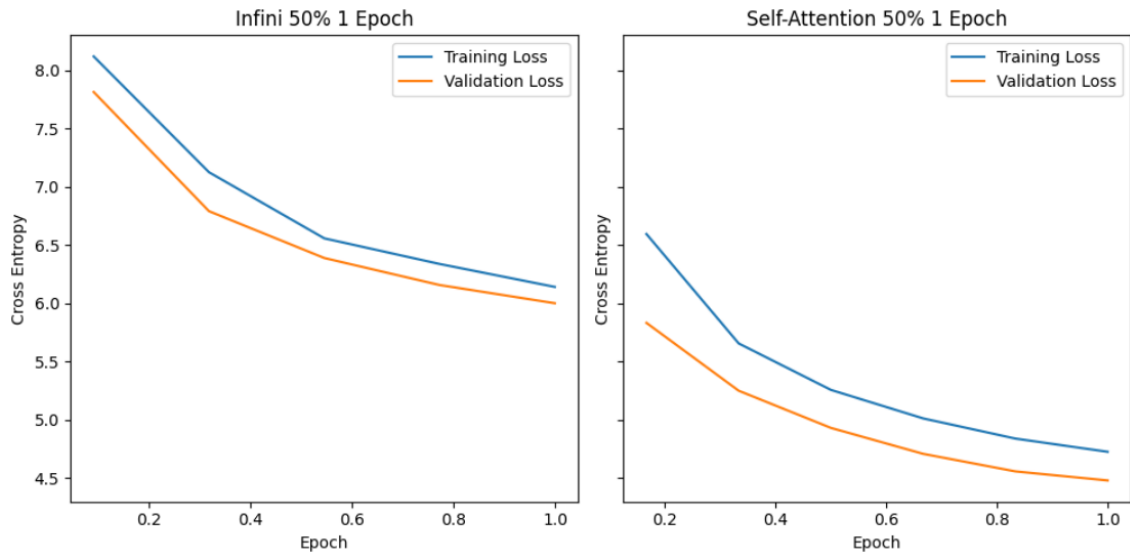 Infini 50% 1 Epoch
Training Loss
Validation Loss
8.0
7.5
7.0
6.5
6.0
5.5
5.0
4.5
Cross Entropy
0.2 0.4 0.6 0.8 1.0
Epoch
Self-Attention 50% 1 Epoch
Training Loss
Validation Loss
Cross Entropy
0.2 0.4 0.6 0.8 1.0
Epoch